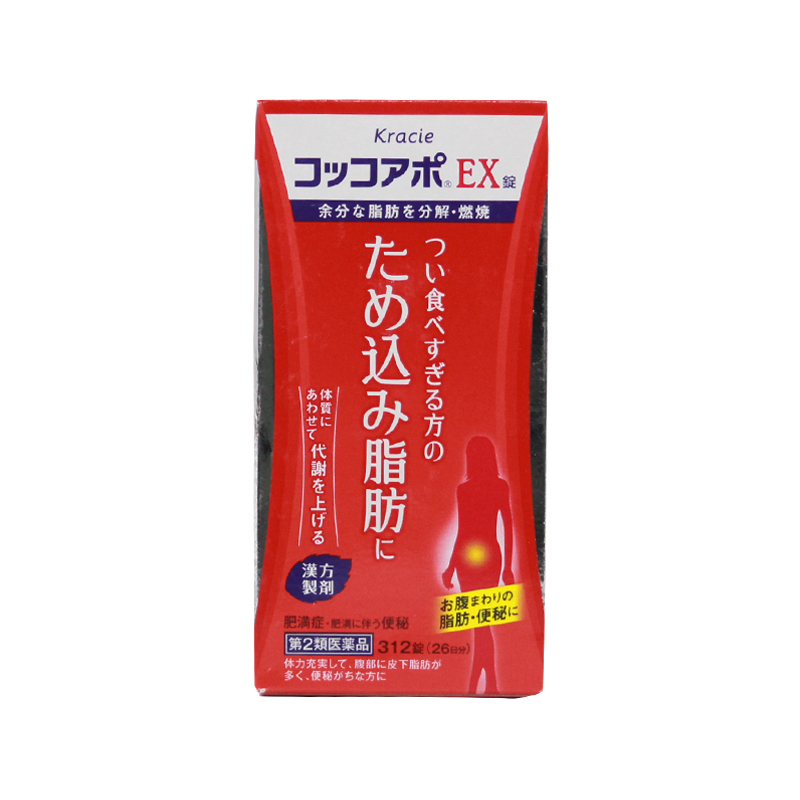 Kracie
コッコアポ® EX錠
余分な脂肪を分解・燃焼
つい食べすぎる方の
ため込み脂肪に
体質に
あわせて
代謝を上げる
漢方
製剤
お腹まわりの
脂肪・便秘に
肥満症・肥満に伴う便秘
第2類医薬品 312錠(26日分)
体力充実して、腹部に皮下脂肪が
多く、便秘がちな方に